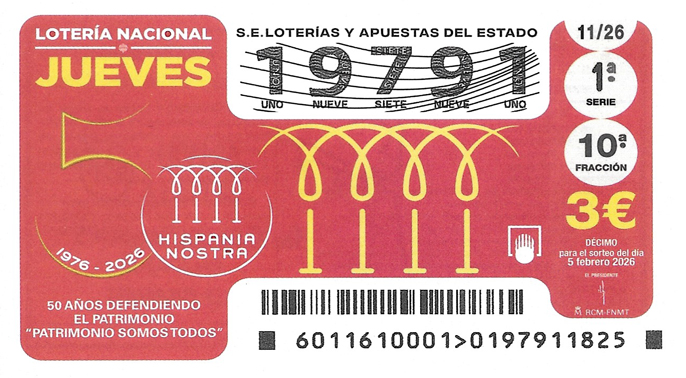 LOTERÍA NACIONAL
JUEVES
S.E.LOTERÍAS Y APUESTAS DEL ESTADO
19791
UNO NUEVE SIETE NUEVE UNO
11/26
1ª
SERIE
10ª
FRACCIÓN
3€
DÉCIMO
para el sorteo del día
5 febrero 2026
EL PRESIDENTE
RCM-FNMT
5
1976 - 2026
HISPANIA
NOSTRA
50 AÑOS DEFENDIENDO
EL PATRIMONIO
"PATRIMONIO SOMOS TODOS"
6011610001>0197911825